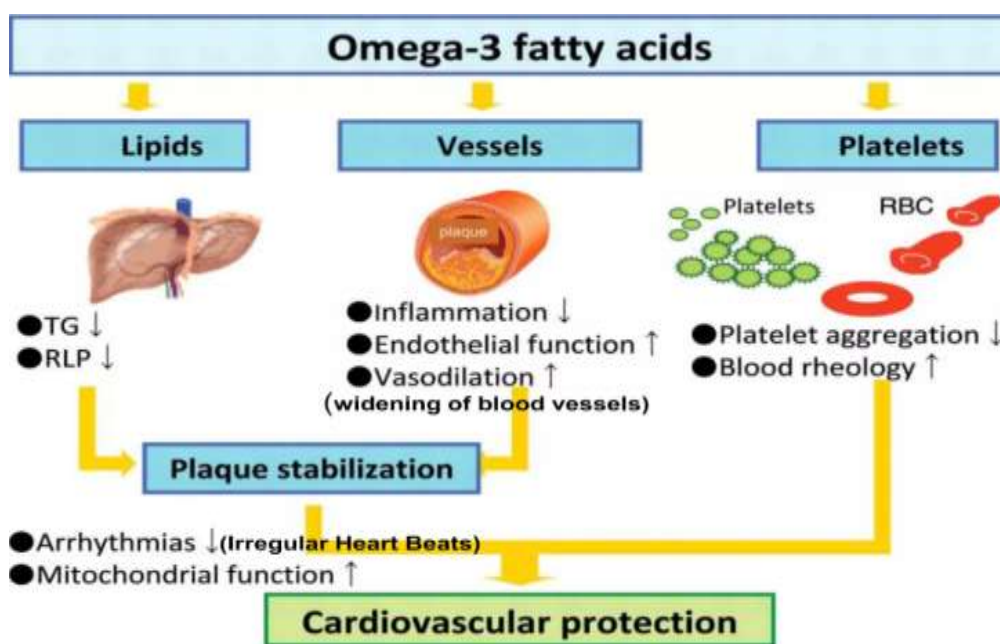 Omega-3 fatty acids
Lipids
Vessels
Platelets
plaque
Platelets
RBC
●TG ↓
●RLP ↓
●Inflammation ↓
●Endothelial function ↑
●Vasodilation ↑
(widening of blood vessels)
●Platelet aggregation ↓
●Blood rheology ↑
Plaque stabilization
●Arrhythmias ↓(Irregular Heart Beats)
●Mitochondrial function ↑
Cardiovascular protection